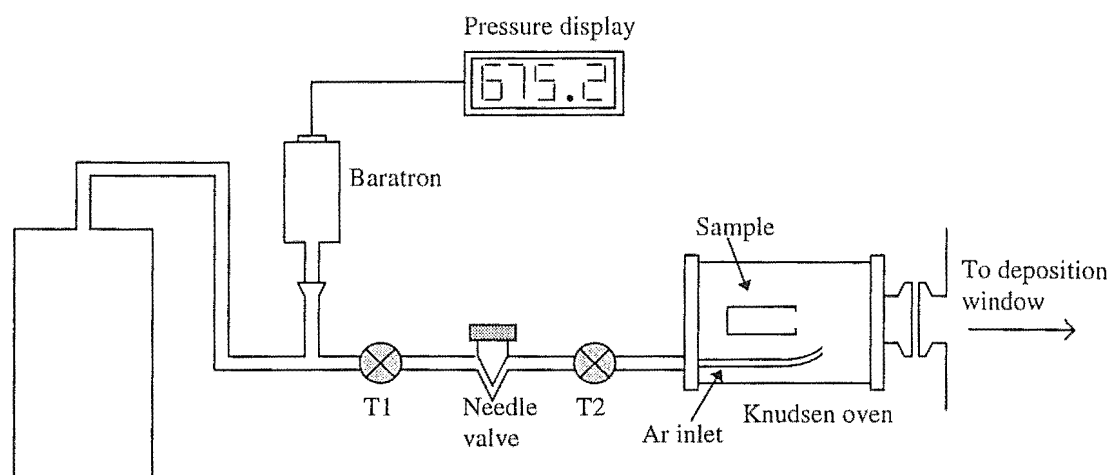 Pressure display
675.2
Baratron
Sample
To deposition
window
T1
Needle
valve
T2
Ar inlet
Knudsen oven